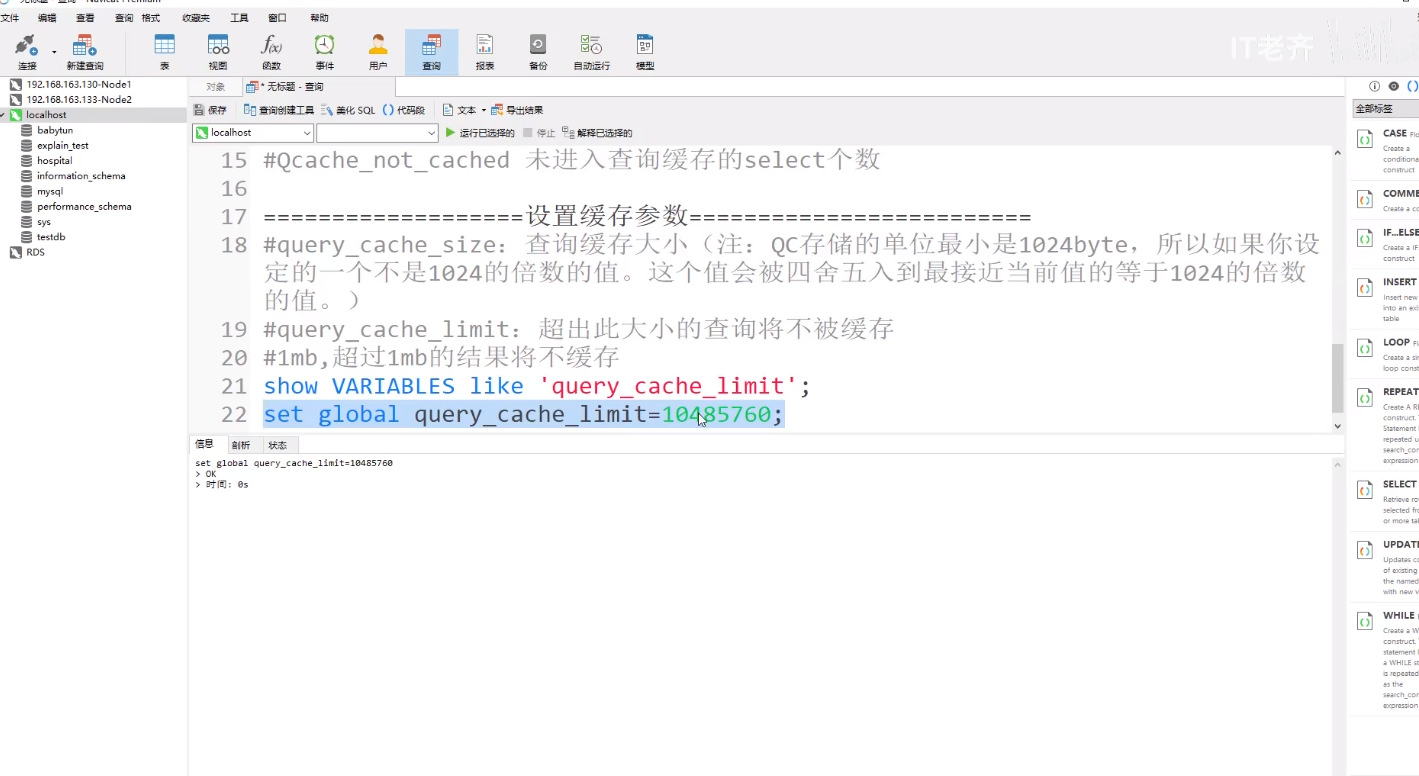 无标题 - 查询 - Navicat Premium
文件 编辑 查看 查询 格式 收藏夹 工具 窗口 帮助
连接 新建查询 表 视图 函数 事件 用户 查询 报表 备份 自动运行 模型
IT老齐
192.168.163.130-Node1
192.168.163.133-Node2
localhost
babytun
explain_test
hospital
information_schema
mysql
performance_schema
sys
testdb
RDS
对象 * 无标题 - 查询
保存 查询创建工具 美化 SQL () 代码段 文本 导出结果
localhost 运行已选择的 停止 解释已选择的
15 #Qcache_not_cached 未进入查询缓存的select个数
16
17 ===================设置缓存参数=========================
18 #query_cache_size：查询缓存大小（注：QC存储的单位最小是1024byte，所以如果你设
定的一个不是1024的倍数的值。这个值会被四舍五入到最接近当前值的等于1024的倍数
的值。）
19 #query_cache_limit：超出此大小的查询将不被缓存
20 #1mb,超过1mb的结果将不缓存
21 show VARIABLES like 'query_cache_limit';
22 set global query_cache_limit=10485760;
信息 剖析 状态
set global query_cache_limit=10485760
> OK
> 时间: 0s
全部标签
CASE Flo
Create a
conditiona
construct
COMME
Create a co
IF...ELSE
Create a IF
construct
INSERT
Insert new
into an exi
table
LOOP Fl
Create a si
loop const
REPEAT
Create A RE
construct. T
Statement l
repeated u
search_con
expression
SELECT
Retrieve ro
selected fro
or more tal
UPDATE
Updates co
of existing
the named
with new v
WHILE
Create a W
construct. T
statement l
a WHILE st
is repeated
as the
search_con
expression